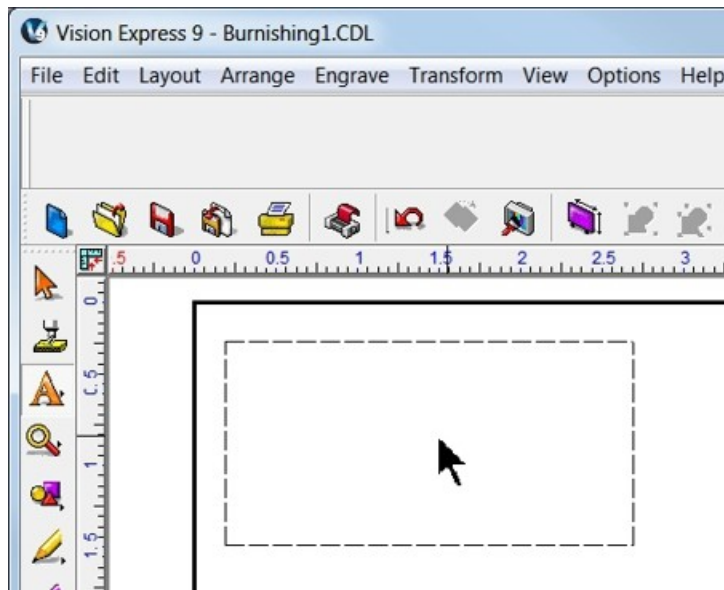 Vision Express 9 - Burnishing1.CDL
File Edit Layout Arrange Engrave Transform View Options Help
.5 0 0.5 1 1.5 2 2.5 3
0
0.5
1
1.5